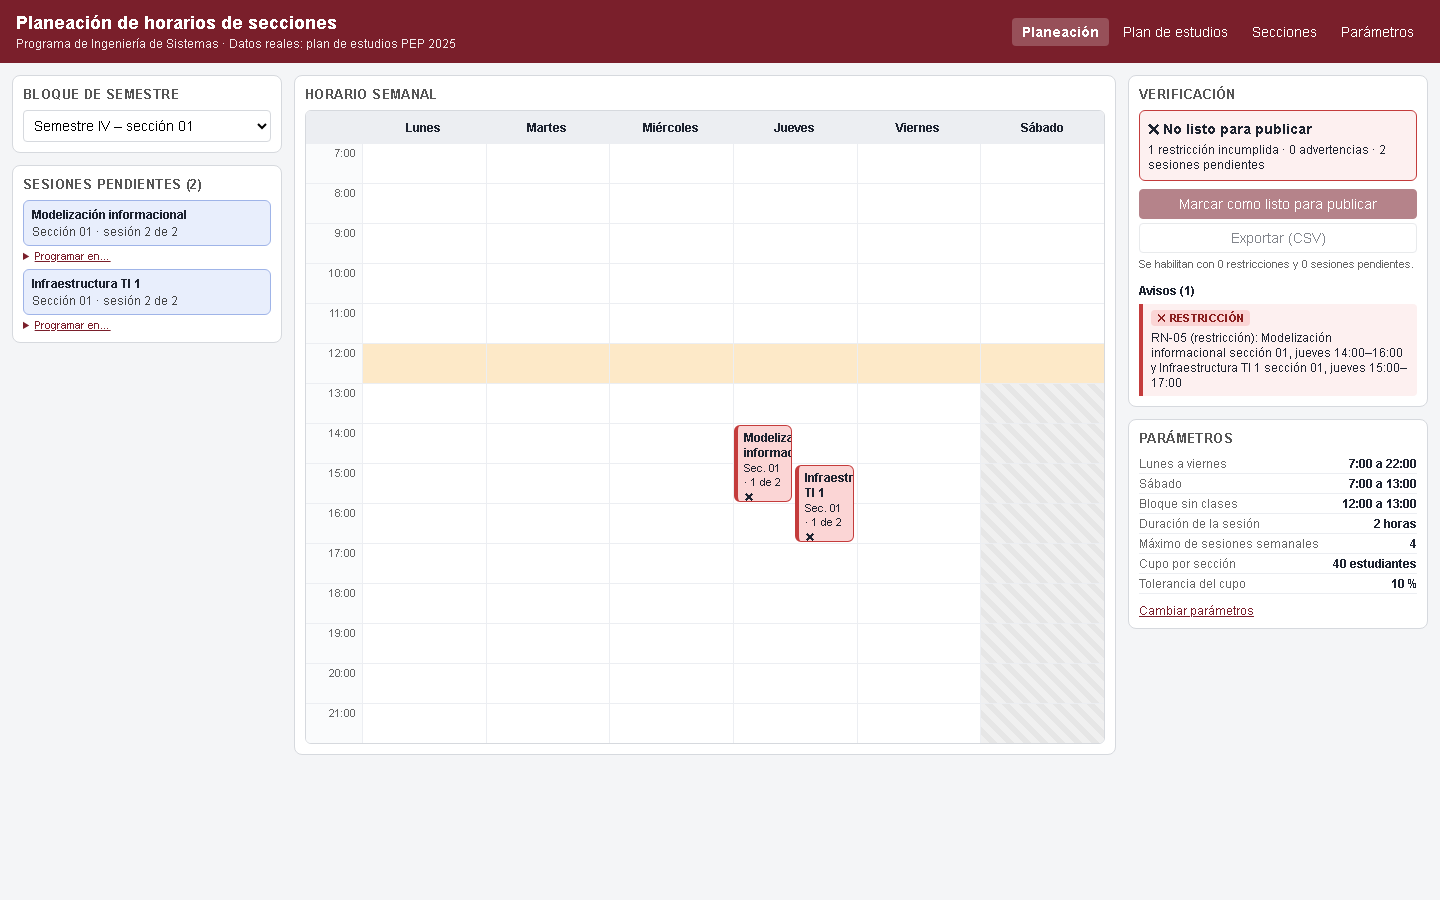 Planeación de horarios de secciones
Programa de Ingeniería de Sistemas · Datos reales: plan de estudios PEP 2025
Planeación
Plan de estudios
Secciones
Parámetros
BLOQUE DE SEMESTRE
Semestre IV – sección 01
SESIONES PENDIENTES (2)
Modelización informacional
Sección 01 · sesión 2 de 2
Programar en...
Infraestructura TI 1
Sección 01 · sesión 2 de 2
Programar en...
HORARIO SEMANAL
Lunes Martes Miércoles Jueves Viernes Sábado
7:00
8:00
9:00
10:00
11:00
12:00
13:00
14:00
15:00
16:00
17:00
18:00
19:00
20:00
21:00
Modeliza
informac
Sec. 01
· 1 de 2
Infraestr
TI 1
Sec. 01
· 1 de 2
VERIFICACIÓN
No listo para publicar
1 restricción incumplida · 0 advertencias · 2
sesiones pendientes
Marcar como listo para publicar
Exportar (CSV)
Se habilitan con 0 restricciones y 0 sesiones pendientes.
Avisos (1)
RESTRICCIÓN
RN-05 (restricción): Modelización
informacional sección 01, jueves 14:00–16:00
y Infraestructura TI 1 sección 01, jueves 15:00–
17:00
PARÁMETROS
Lunes a viernes 7:00 a 22:00
Sábado 7:00 a 13:00
Bloque sin clases 12:00 a 13:00
Duración de la sesión 2 horas
Máximo de sesiones semanales 4
Cupo por sección 40 estudiantes
Tolerancia del cupo 10 %
Cambiar parámetros